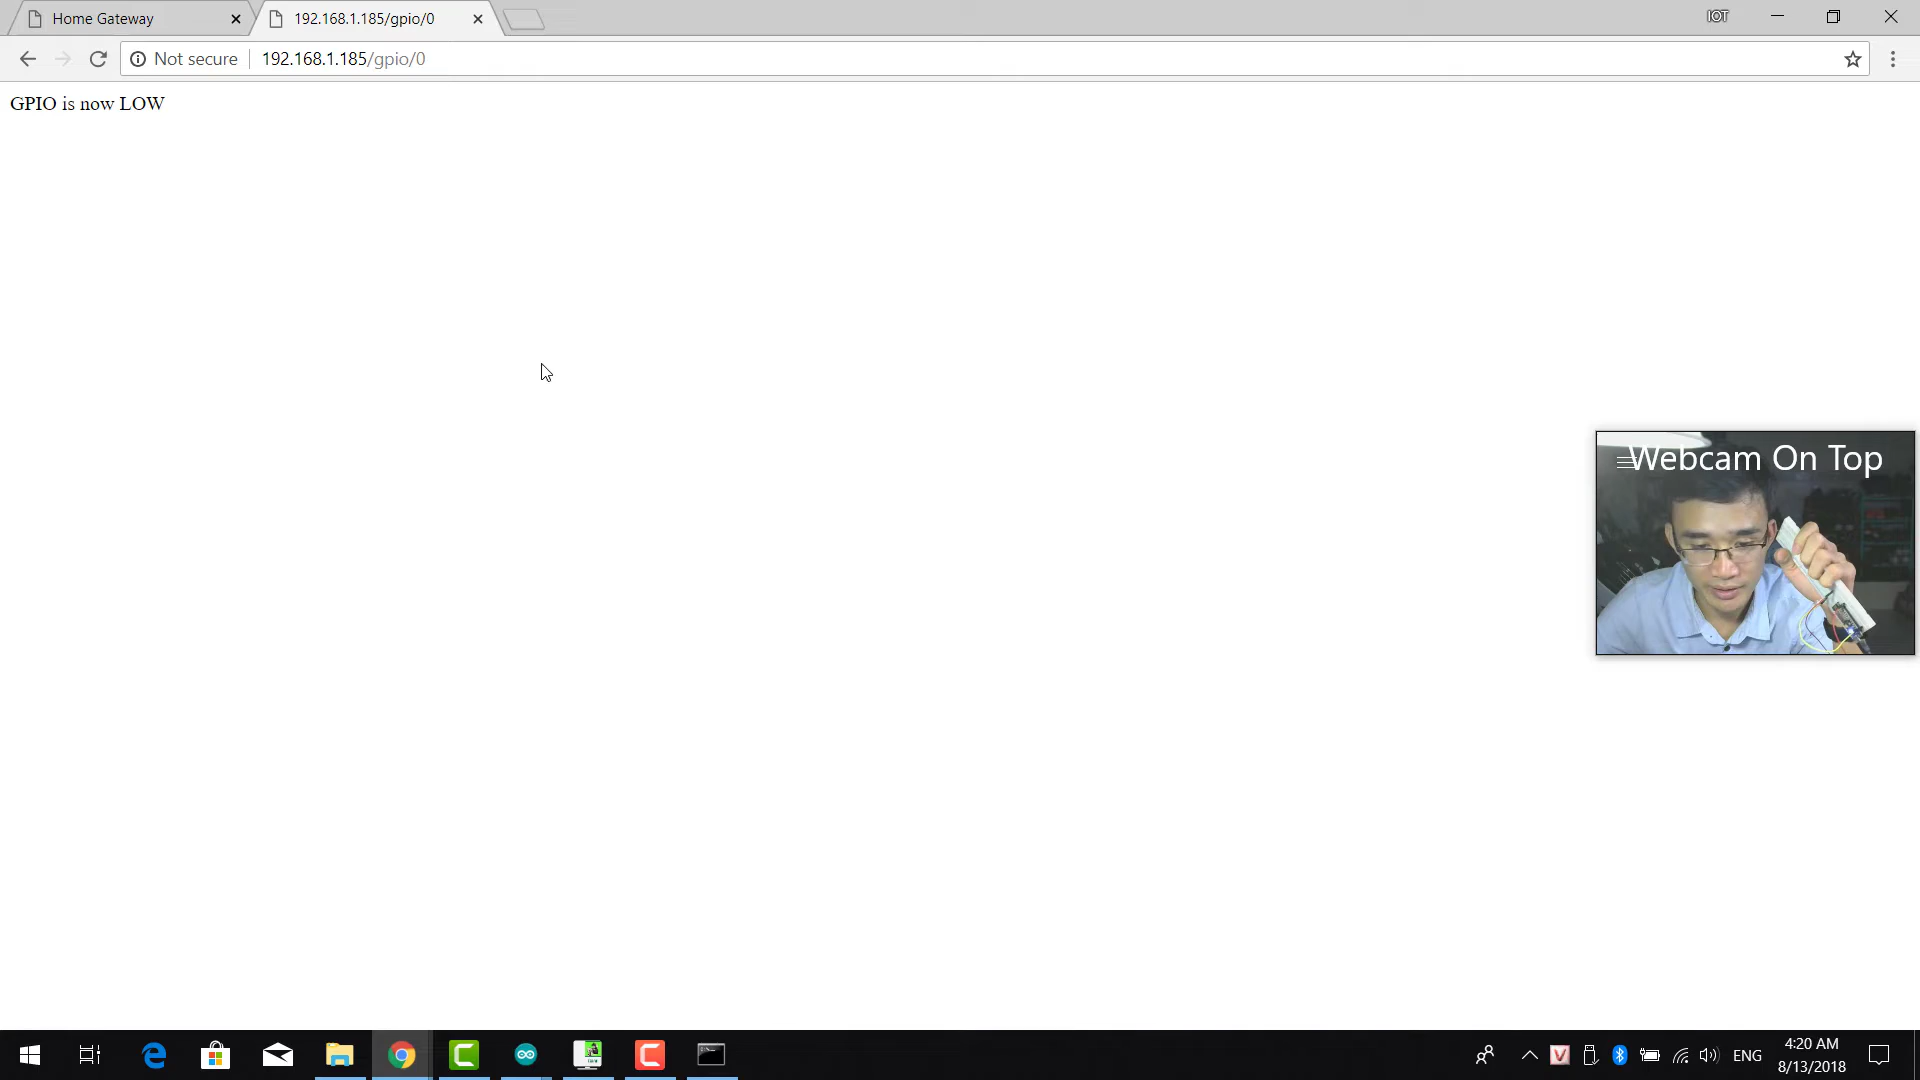 Home Gateway
192.168.1.185/gpio/0
IOT
Not secure
192.168.1.185/gpio/0
GPIO is now LOW
Webcam On Top
ENG
4:20 AM
8/13/2018